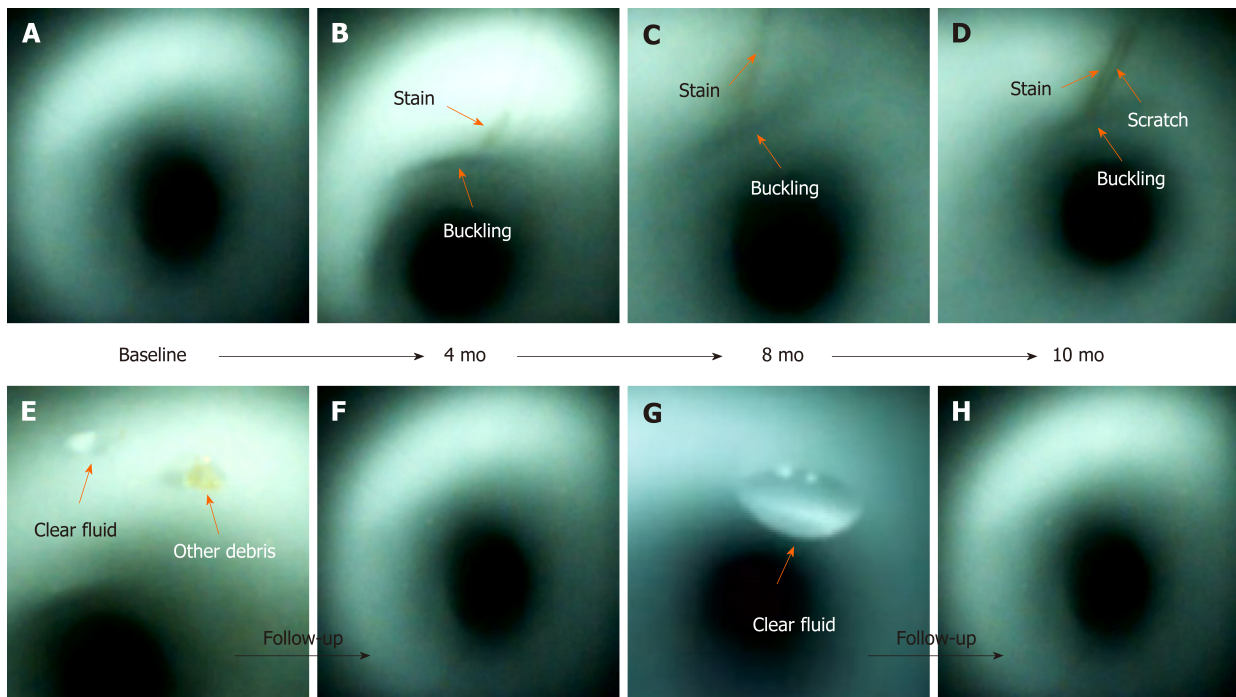 A
B
Stain
Buckling
C
Stain
Buckling
D
Stain
Scratch
Buckling
Baseline
4 mo
8 mo
10 mo
E
Clear fluid
Other debris
Follow-up
F
G
Clear fluid
Follow-up
H